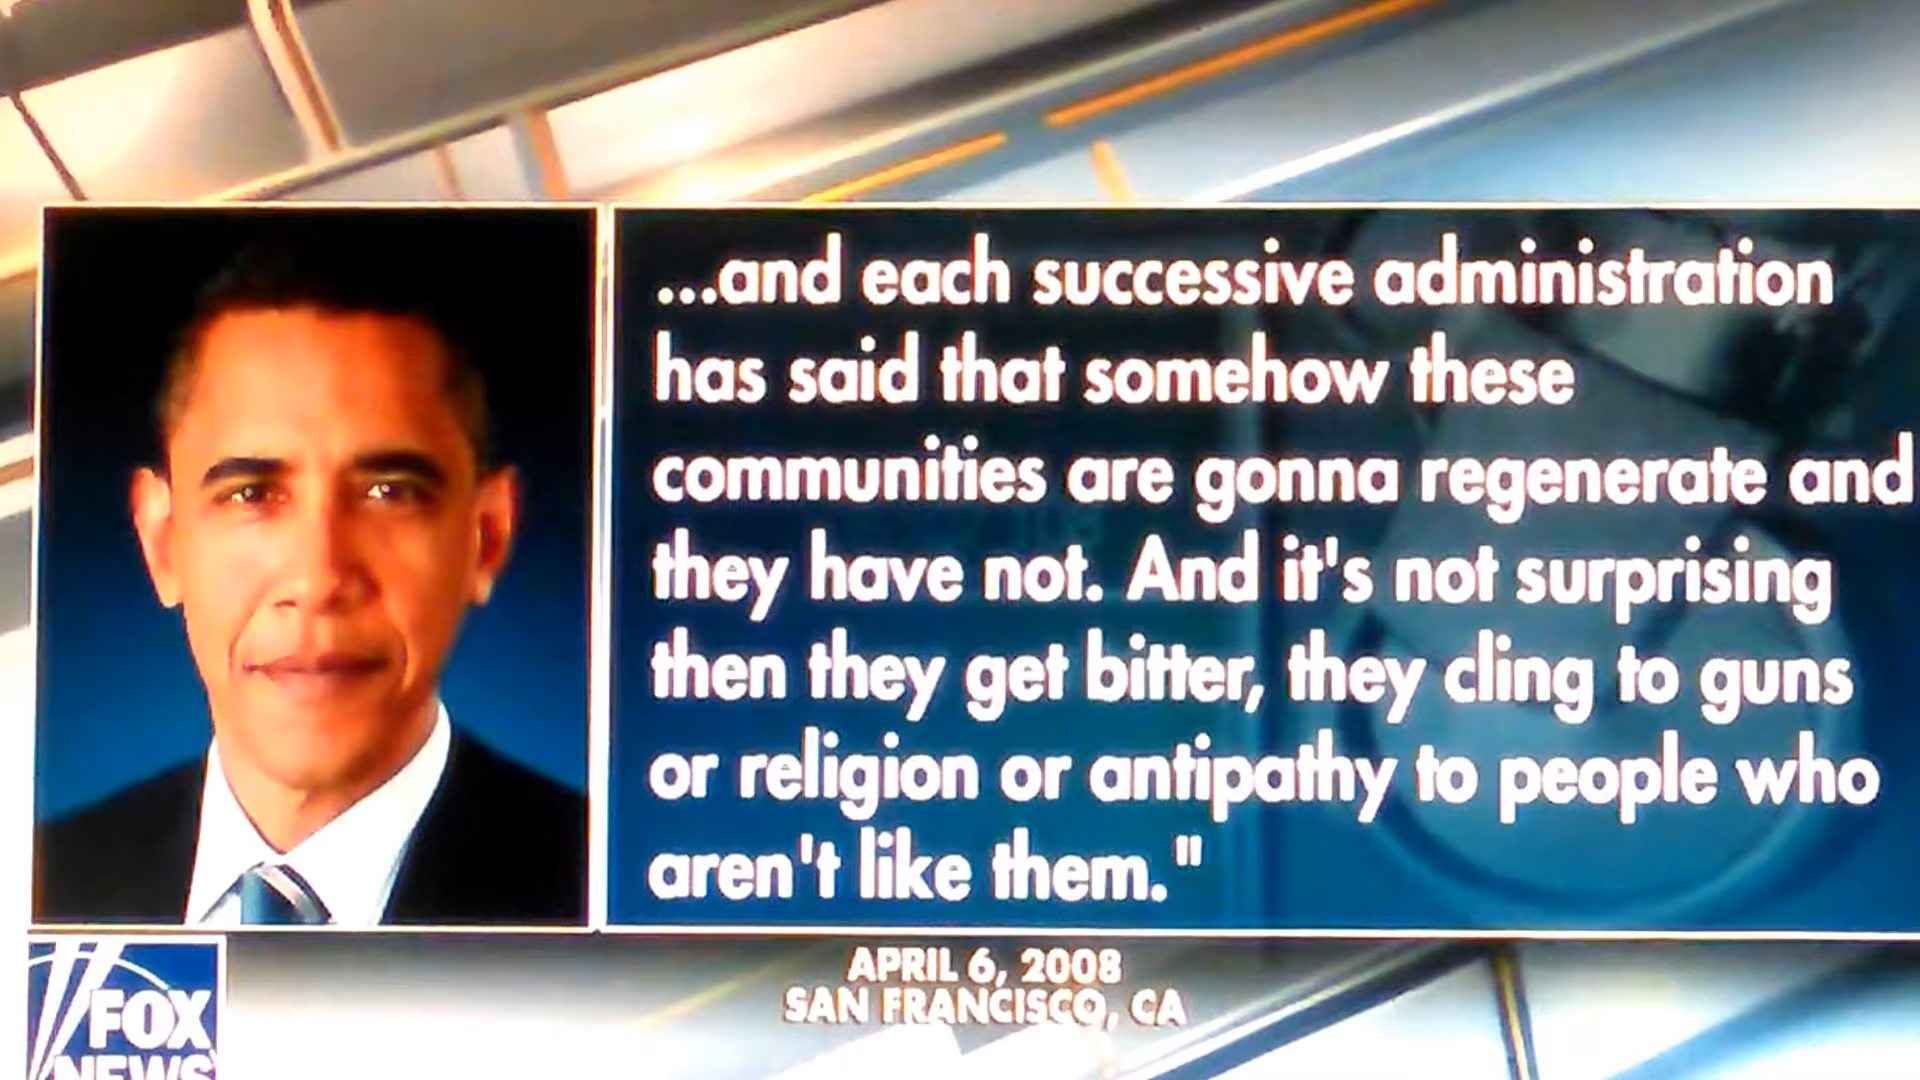 ...and each successive administration
has said that somehow these
communities are gonna regenerate and
they have not. And it's not surprising
then they get bitter, they cling to guns
or religion or antipathy to people who
aren't like them."
APRIL 6, 2008
SAN FRANCISCO, CA
FOX
NEWS